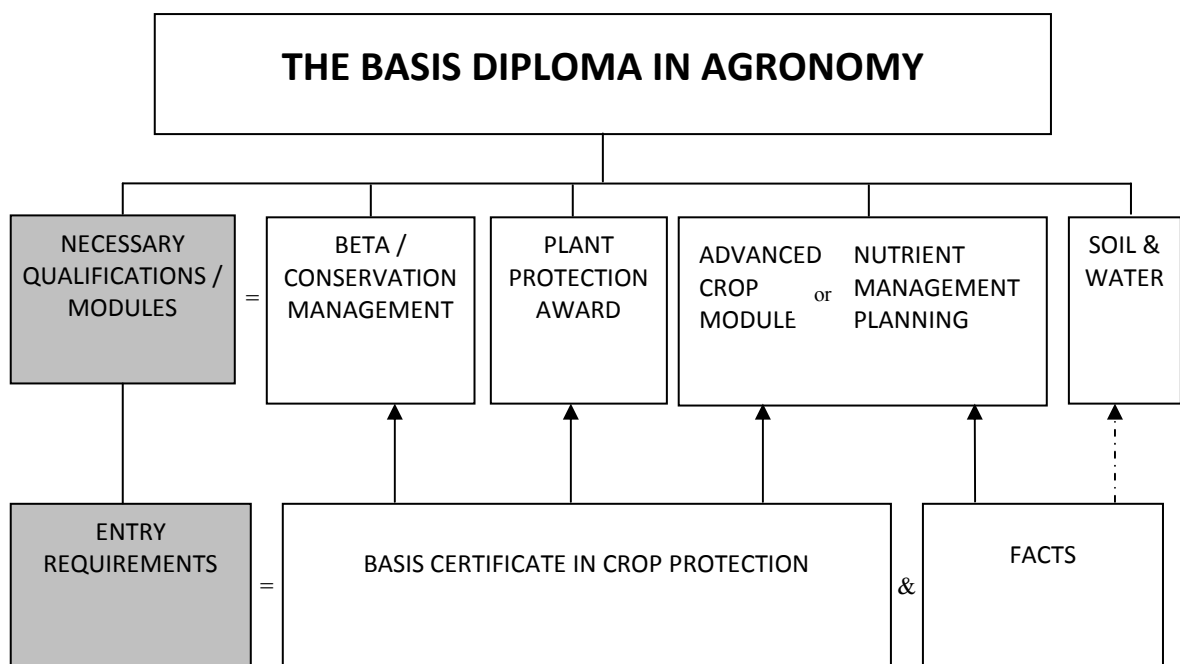 THE BASIS DIPLOMA IN AGRONOMY
NECESSARY
QUALIFICATIONS /
MODULES
=
BETA /
CONSERVATION
MANAGEMENT
PLANT
PROTECTION
AWARD
ADVANCED
CROP
MODULE
or
NUTRIENT
MANAGEMENT
PLANNING
SOIL &
WATER
ENTRY
REQUIREMENTS
=
BASIS CERTIFICATE IN CROP PROTECTION
&
FACTS